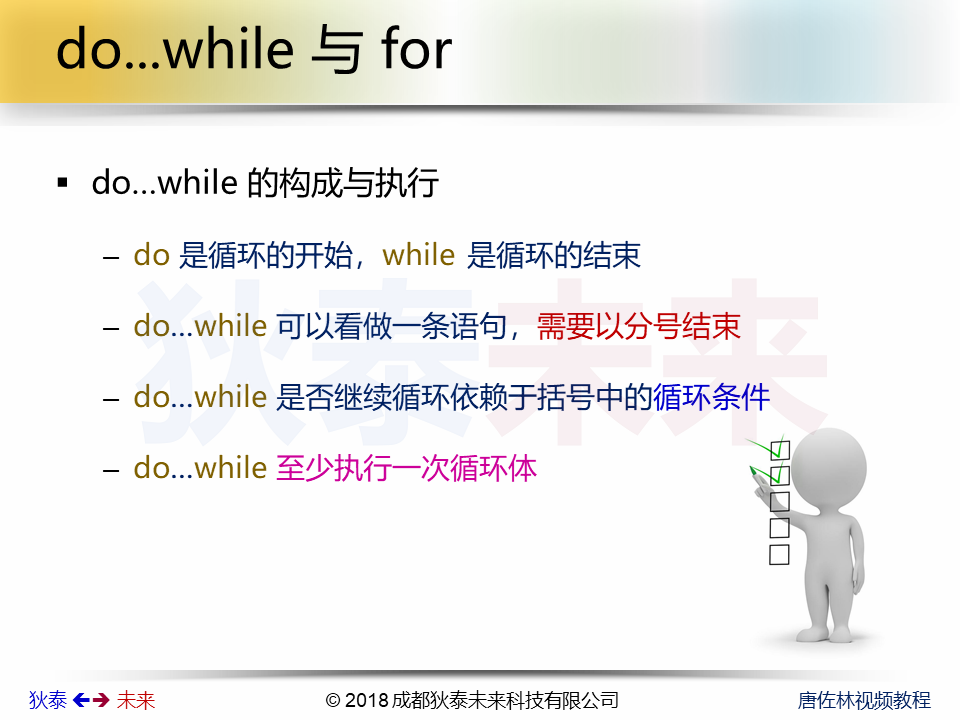 do...while 与 for
▪ do…while 的构成与执行
– do 是循环的开始，while 是循环的结束
– do…while 可以看做一条语句，需要以分号结束
– do…while 是否继续循环依赖于括号中的循环条件
– do…while 至少执行一次循环体
狄泰未来
狄泰 🡸🡺 未来
© 2018 成都狄泰未来科技有限公司
唐佐林视频教程